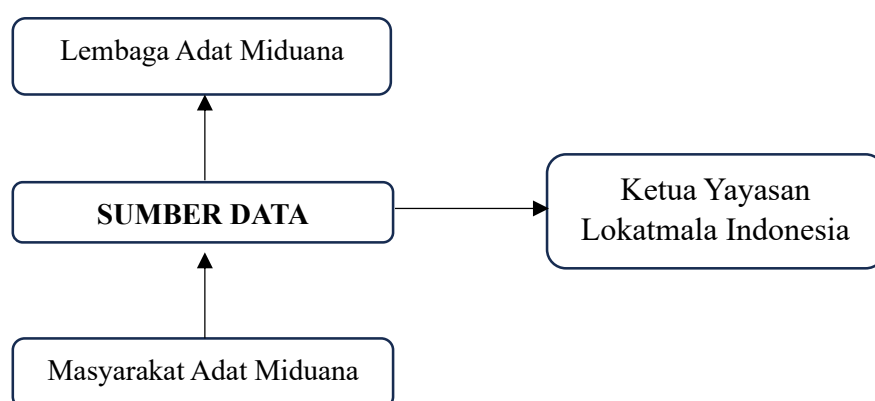 Lembaga Adat Miduana
SUMBER DATA
Ketua Yayasan
Lokatmala Indonesia
Masyarakat Adat Miduana